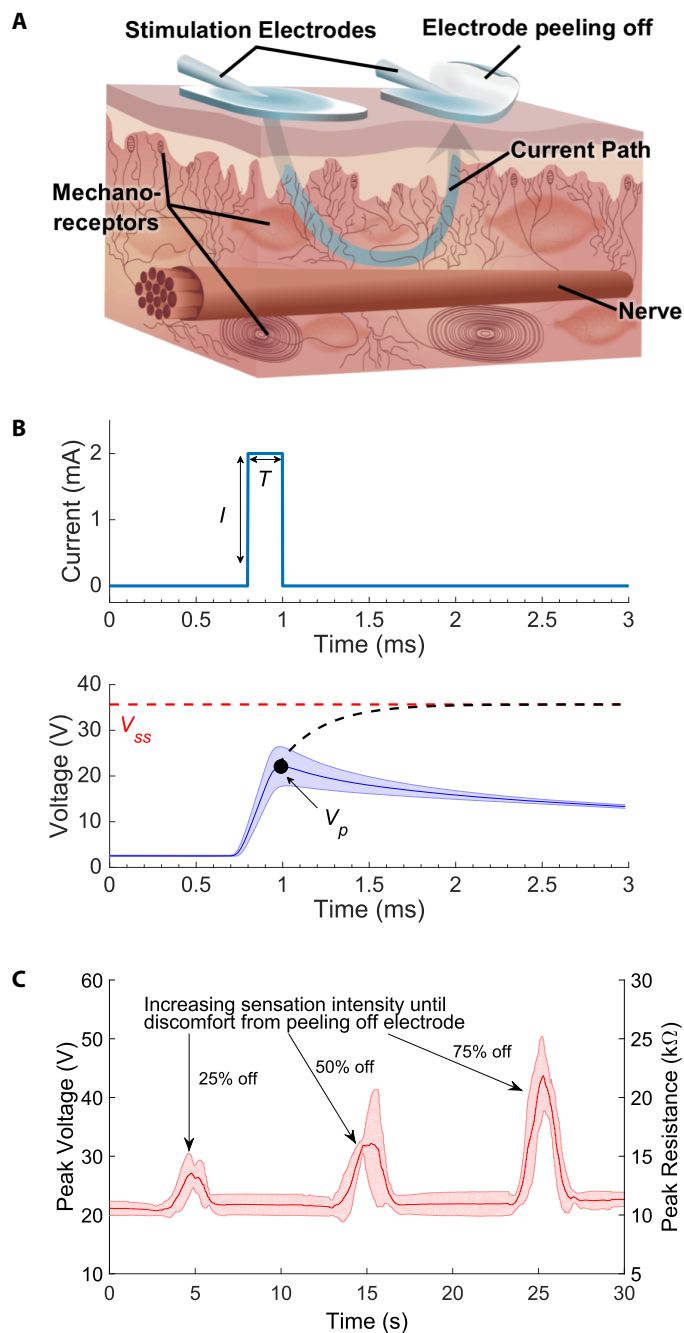 A
Stimulation Electrodes
Electrode peeling off
Current Path
Mechano-
receptors
Nerve
B
Current (mA)
2
1
0
I
T
0
0.5
1
1.5
2
2.5
3
Time (ms)
Voltage (V)
40
30
20
10
0
V_ss
V_p
0
0.5
1
1.5
2
2.5
3
Time (ms)
C
Peak Voltage (V)
60
50
40
30
20
10
Increasing sensation intensity until
discomfort from peeling off electrode
25% off
50% off
75% off
30
25
20
15
10
5
Peak Resistance (kΩ)
0
5
10
15
20
25
30
Time (s)